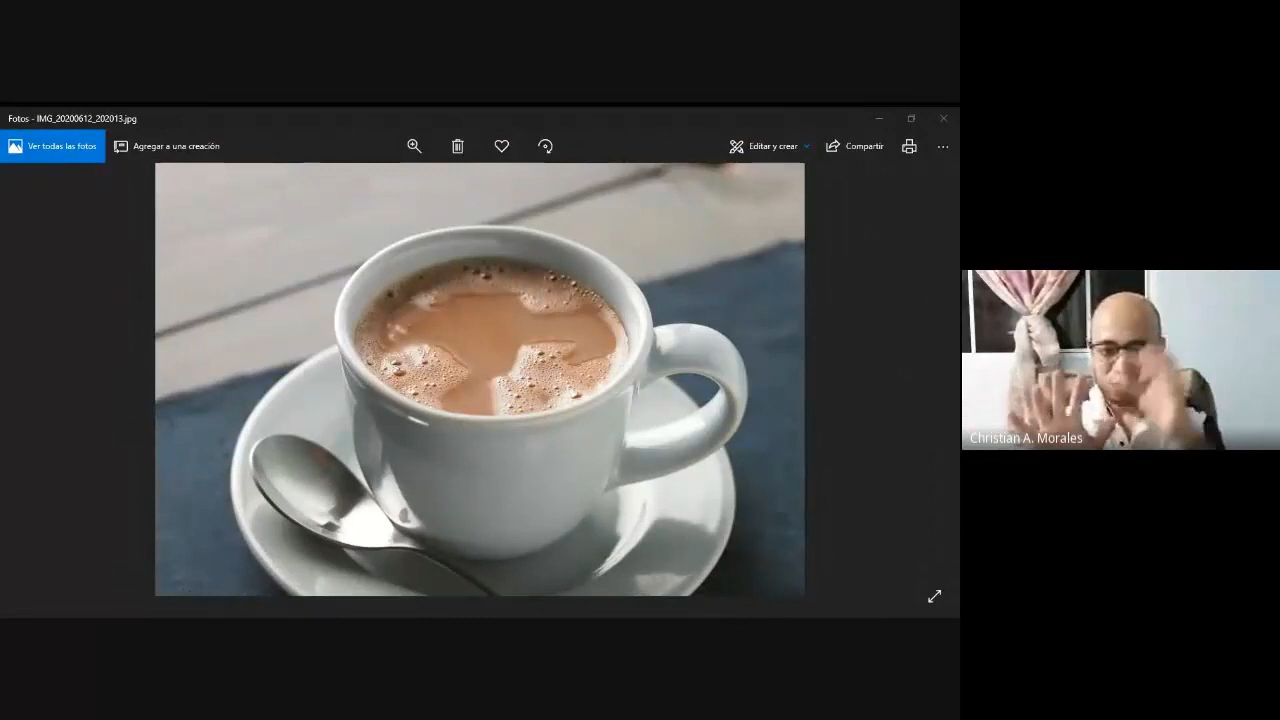 Fotos - IMG_20200612_202013.jpg
Ver todas las fotos
Agregar a una creación
Editar y crear
Compartir
Christian A. Morales